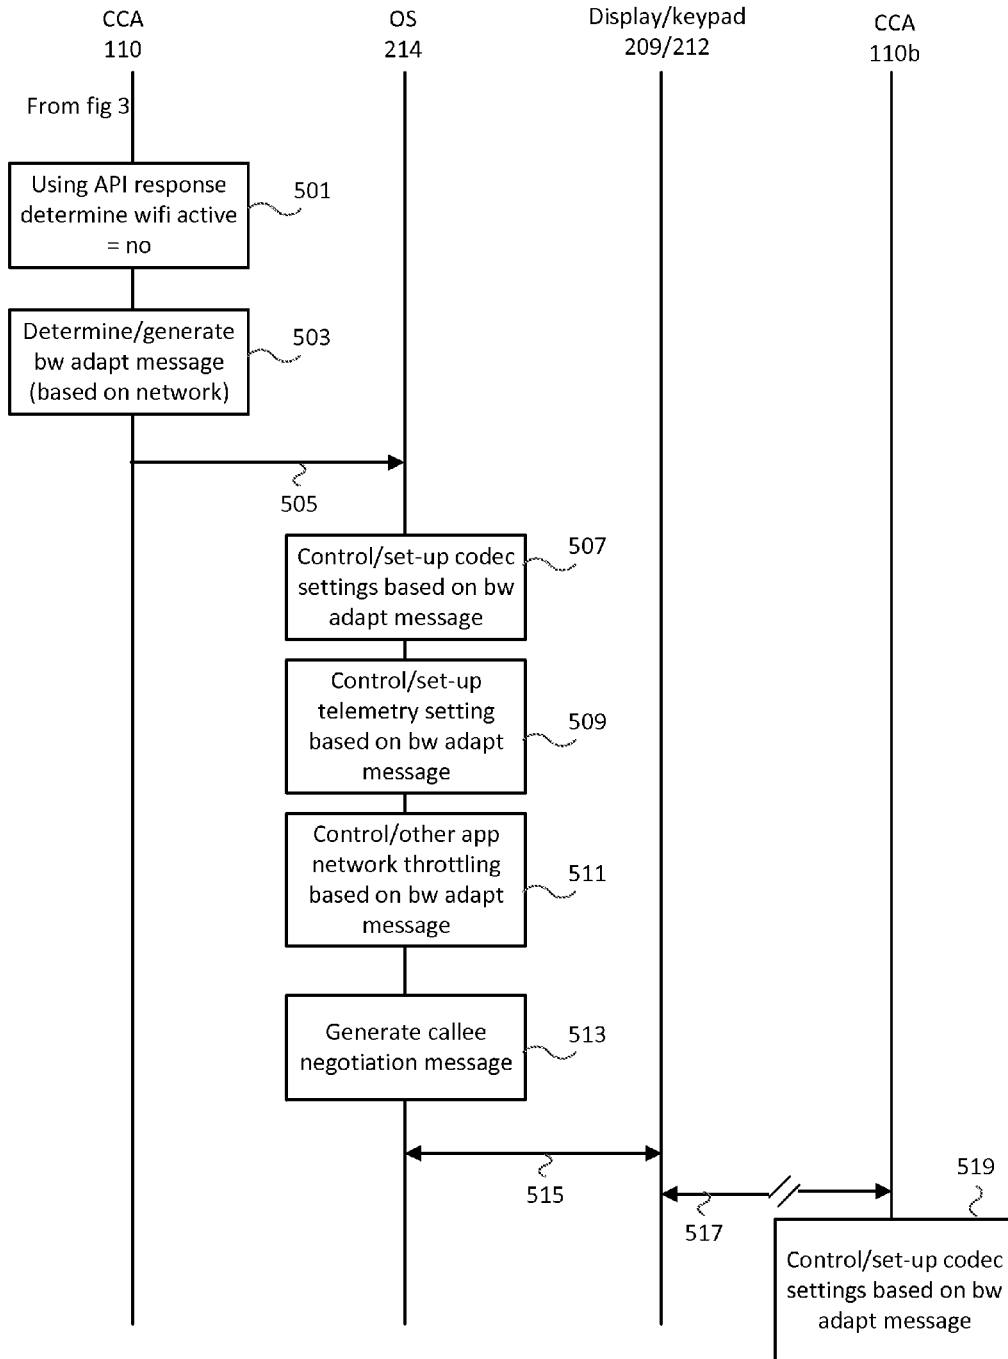 CCA
110
OS
214
Display/keypad
209/212
CCA
110b
From fig 3
Using API response
determine wifi active
= no
501
Determine/generate
bw adapt message
(based on network)
503
505
Control/set-up codec
settings based on bw
adapt message
507
Control/set-up
telemetry setting
based on bw adapt
message
509
Control/other app
network throttling
based on bw adapt
message
511
Generate callee
negotiation message
513
515
517
519
Control/set-up codec
settings based on bw
adapt message